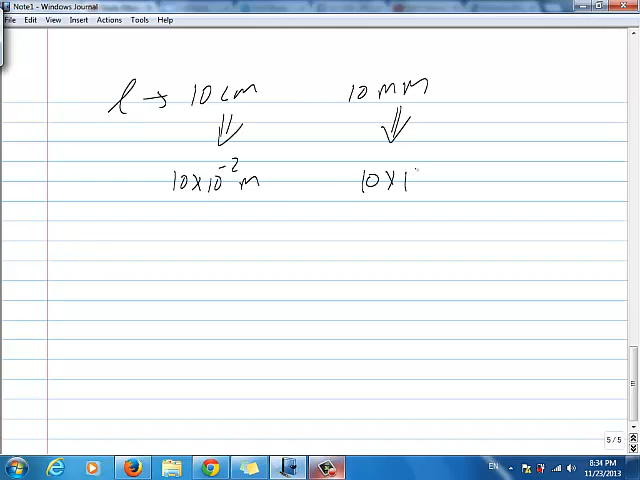 Note1 - Windows Journal
File Edit View Insert Actions Tools Help
l → 10 cm 10 mm
10 x 10⁻² m 10 x 1
5 / 5
EN 8:34 PM
11/23/2013